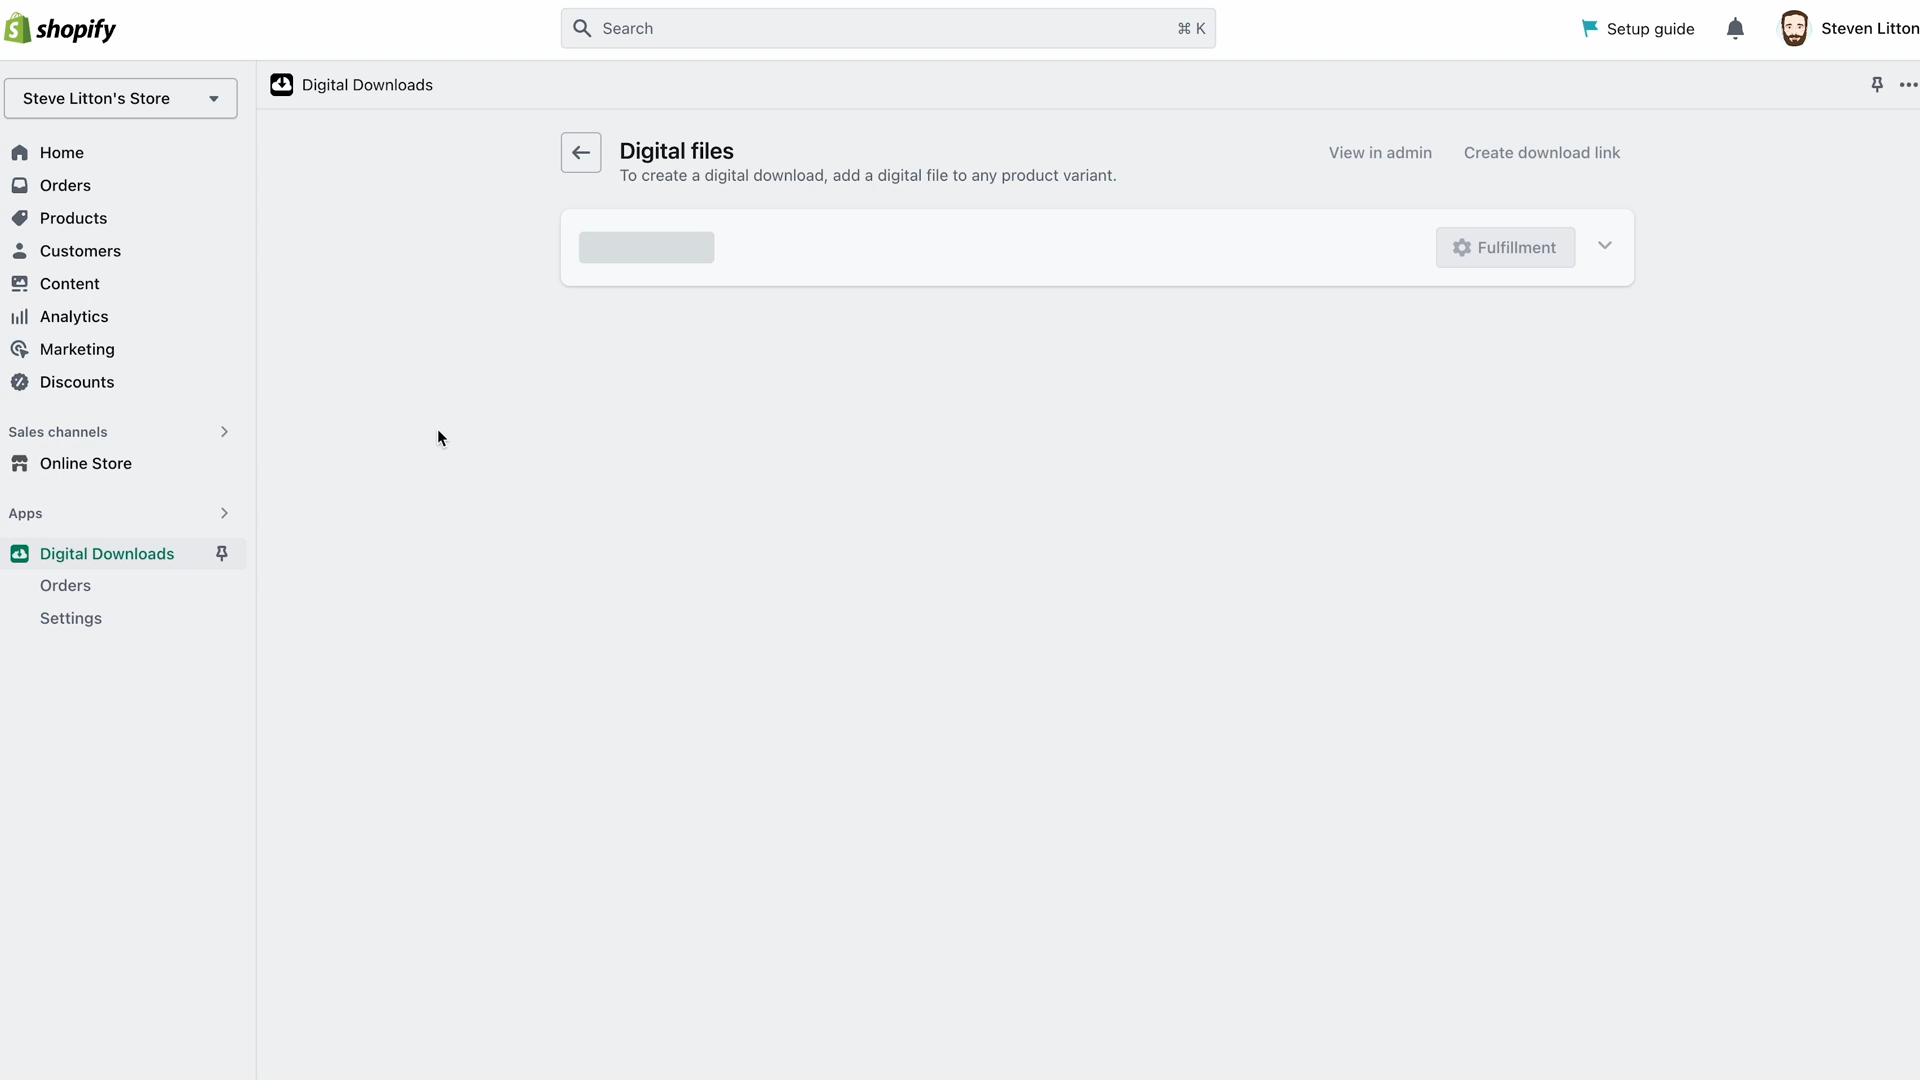 shopify
Search
⌘ K
Setup guide
Steven Litton
Steve Litton's Store
Digital Downloads
Home
Orders
Products
Customers
Content
Analytics
Marketing
Discounts
Sales channels
Online Store
Apps
Digital Downloads
Orders
Settings
Digital files
To create a digital download, add a digital file to any product variant.
View in admin
Create download link
Fulfillment